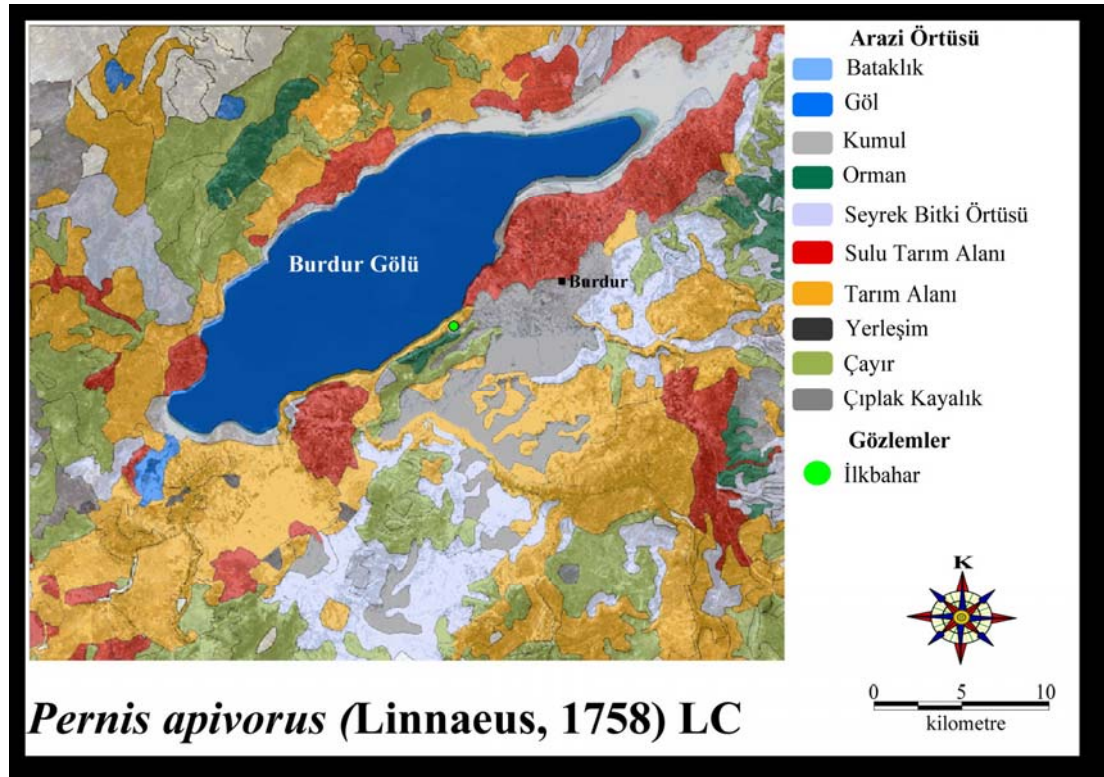 Arazi Örtüsü
Bataklık
Göl
Kumul
Orman
Seyrek Bitki Örtüsü
Sulu Tarım Alanı
Tarım Alanı
Yerleşim
Çayır
Çıplak Kayalık
Gözlemler
İlkbahar
Burdur Gölü
Burdur
K
0 5 10
kilometre
Pernis apivorus (Linnaeus, 1758) LC